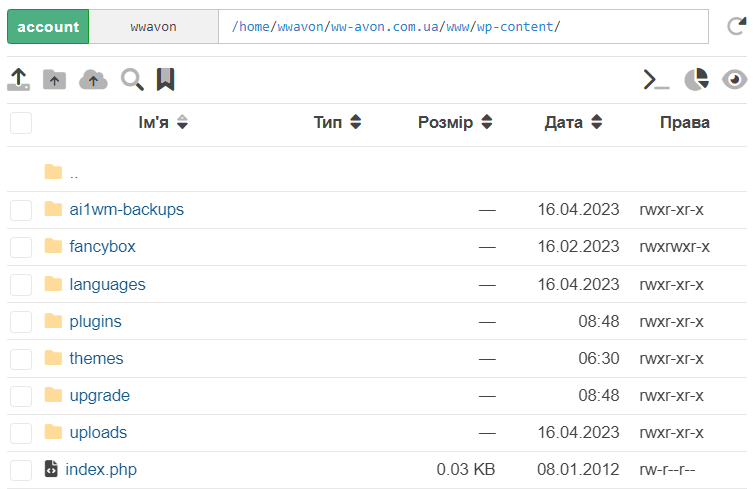 account wwavon /home/wwavon/ww-avon.com.ua/www/wp-content/
Ім'я Тип Розмір Дата Права
..
ai1wm-backups — 16.04.2023 rwxr-xr-x
fancybox — 16.02.2023 rwxrwxr-x
languages — 16.04.2023 rwxr-xr-x
plugins — 08:48 rwxr-xr-x
themes — 06:30 rwxr-xr-x
upgrade — 08:48 rwxr-xr-x
uploads — 16.04.2023 rwxr-xr-x
index.php 0.03 KB 08.01.2012 rw-r--r--